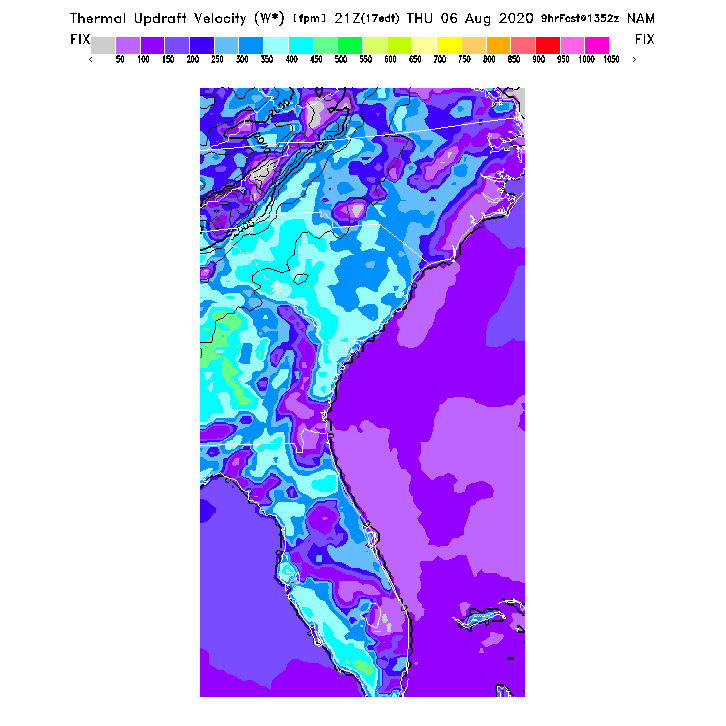 Thermal Updraft Velocity (W*) [fpm] 21Z(17edt) THU 06 Aug 2020 9hrFcst@1352z NAM
FIX FIX
< 50 100 150 200 250 300 350 400 450 500 550 600 650 700 750 800 850 900 950 1000 1050 >